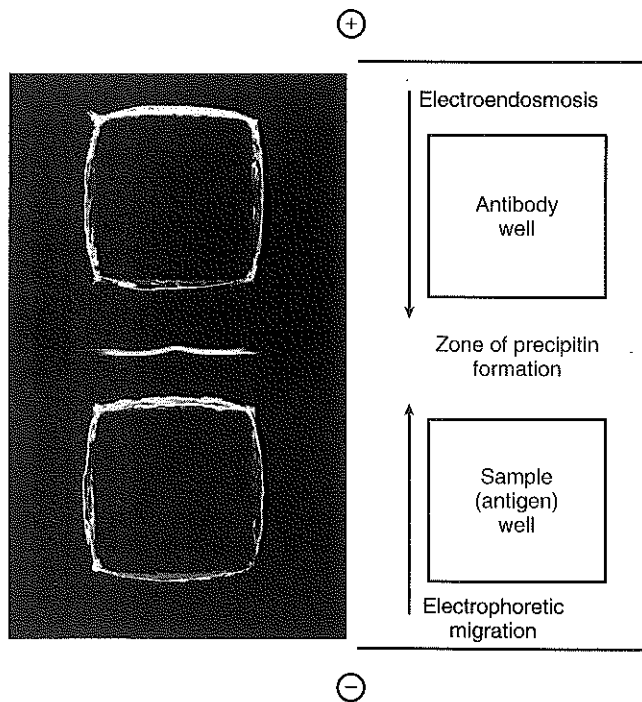 +
Electroendosmosis
Antibody
well
Zone of precipitin
formation
Sample
(antigen)
well
Electrophoretic
migration
−